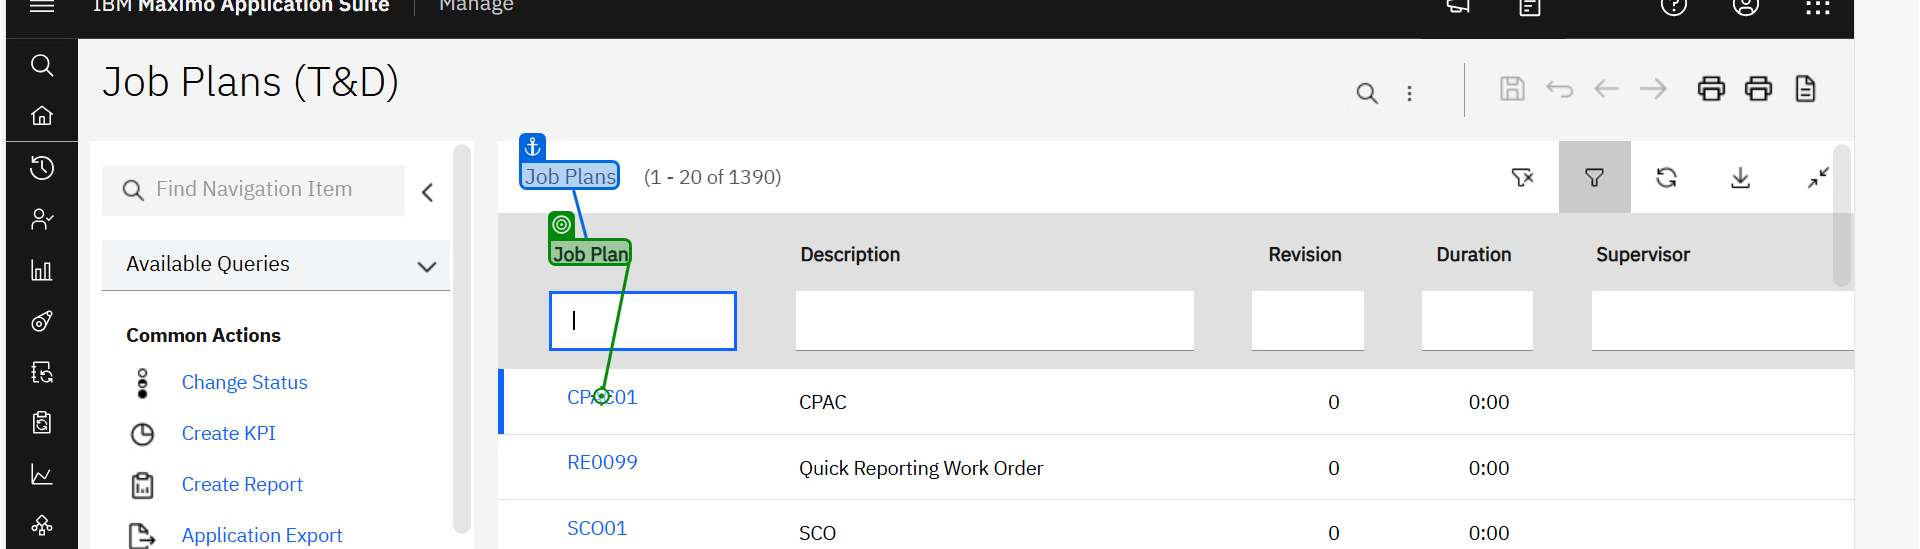 IBM Maximo Application Suite Manage
Job Plans (T&D)
Find Navigation Item
Available Queries
Common Actions
Change Status
Create KPI
Create Report
Application Export
Job Plans (1 - 20 of 1390)
Job Plan Description Revision Duration Supervisor
CPAC01 CPAC 0 0:00
RE0099 Quick Reporting Work Order 0 0:00
SCO01 SCO 0 0:00